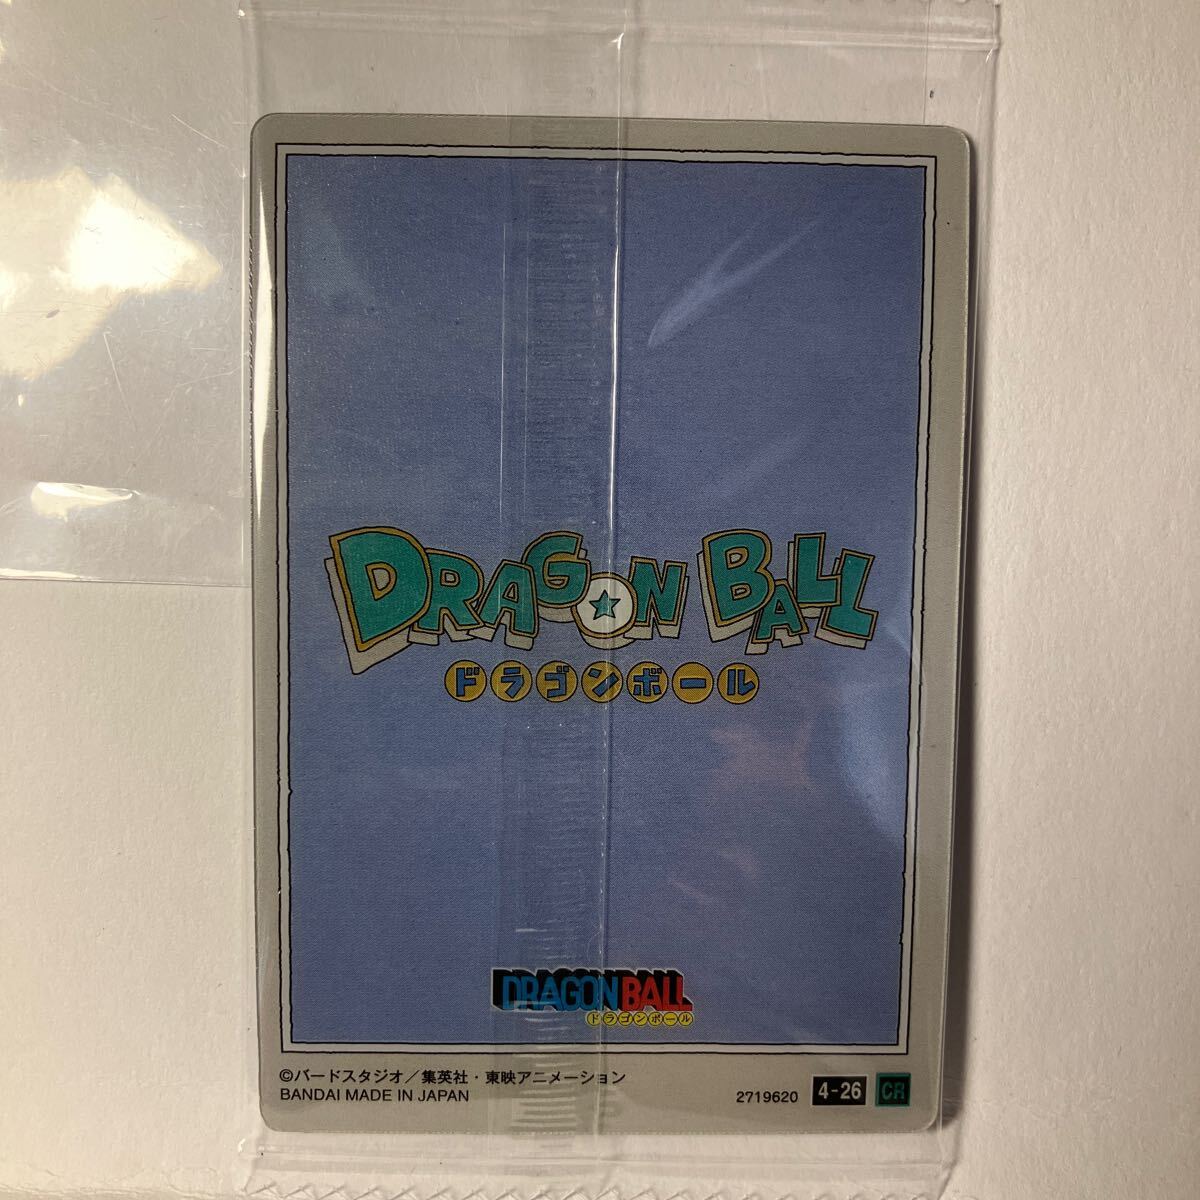 DRAGON BALL
ドラゴンボール
DRAGONBALL
ドラゴンボール
©バードスタジオ／集英社・東映アニメーション
BANDAI MADE IN JAPAN
2719620 4-26 CR